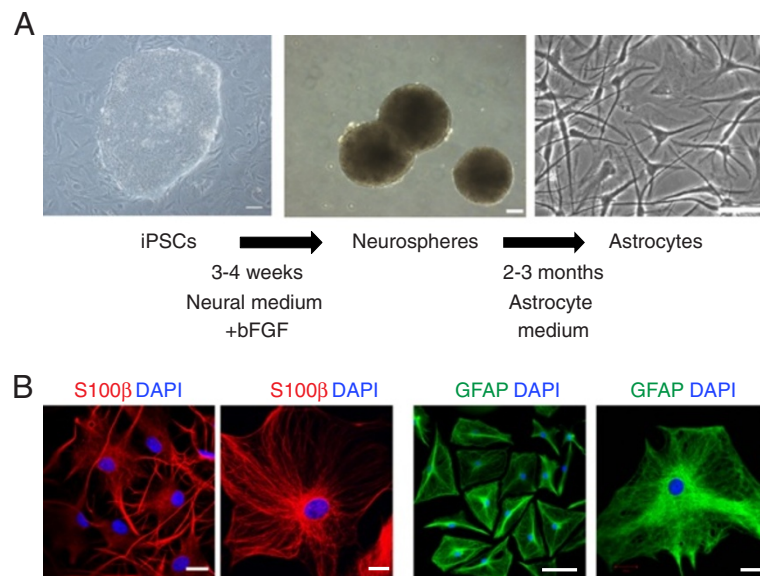 A
iPSCs
Neurospheres
Astrocytes
3-4 weeks
2-3 months
Neural medium
Astrocyte
+bFGF
medium
B
S100β DAPI
S100β DAPI
GFAP DAPI
GFAP DAPI